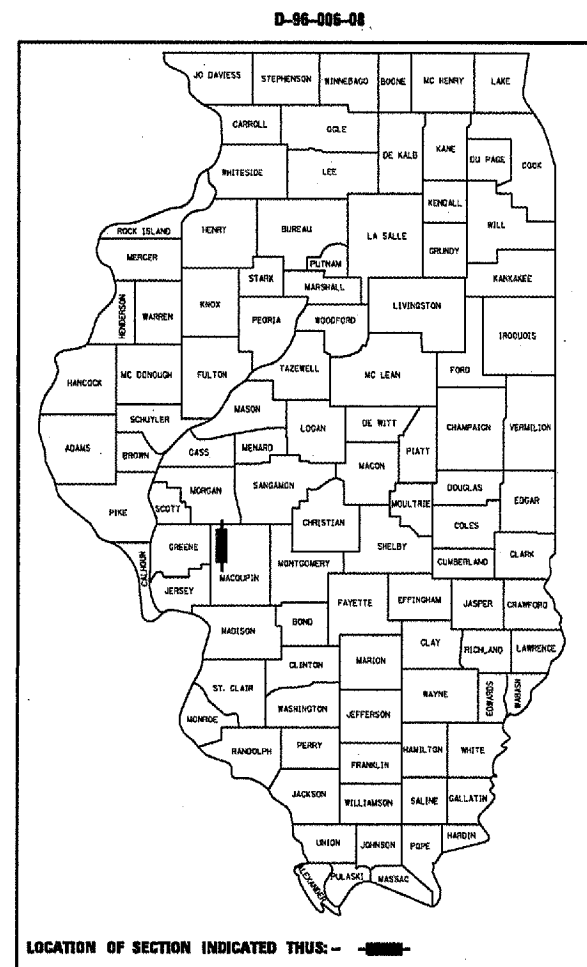 D-96-006-08
JO DAVIESS STEPHENSON WINNEBAGO BOONE MC HENRY LAKE
CARROLL OGLE DE KALB KANE DU PAGE COOK
WHITESIDE LEE
KENDALL WILL
ROCK ISLAND HENRY BUREAU LA SALLE GRUNDY
MERCER PUTNAM KANKAKEE
STARK MARSHALL
HENDERSON WARREN KNOX PEORIA WOODFORD LIVINGSTON IROQUOIS
HANCOCK MC DONOUGH FULTON TAZEWELL MC LEAN FORD
SCHUYLER MASON LOGAN DE WITT CHAMPAIGN VERMILION
ADAMS BROWN CASS MENARD MACON PIATT
PIKE SCOTT MORGAN SANGAMON CHRISTIAN MOULTRIE DOUGLAS EDGAR
COLES
CALHOUN GREENE MACOUPIN MONTGOMERY SHELBY CUMBERLAND CLARK
JERSEY FAYETTE EFFINGHAM JASPER CRAWFORD
MADISON BOND
CLINTON MARION CLAY RICHLAND LAWRENCE
ST. CLAIR WASHINGTON WAYNE EDWARDS WABASH
MONROE JEFFERSON
RANDOLPH PERRY FRANKLIN HAMILTON WHITE
JACKSON WILLIAMSON SALINE GALLATIN
UNION JOHNSON POPE HARDIN
ALEXANDER PULASKI MASSAC
LOCATION OF SECTION INDICATED THUS:- -